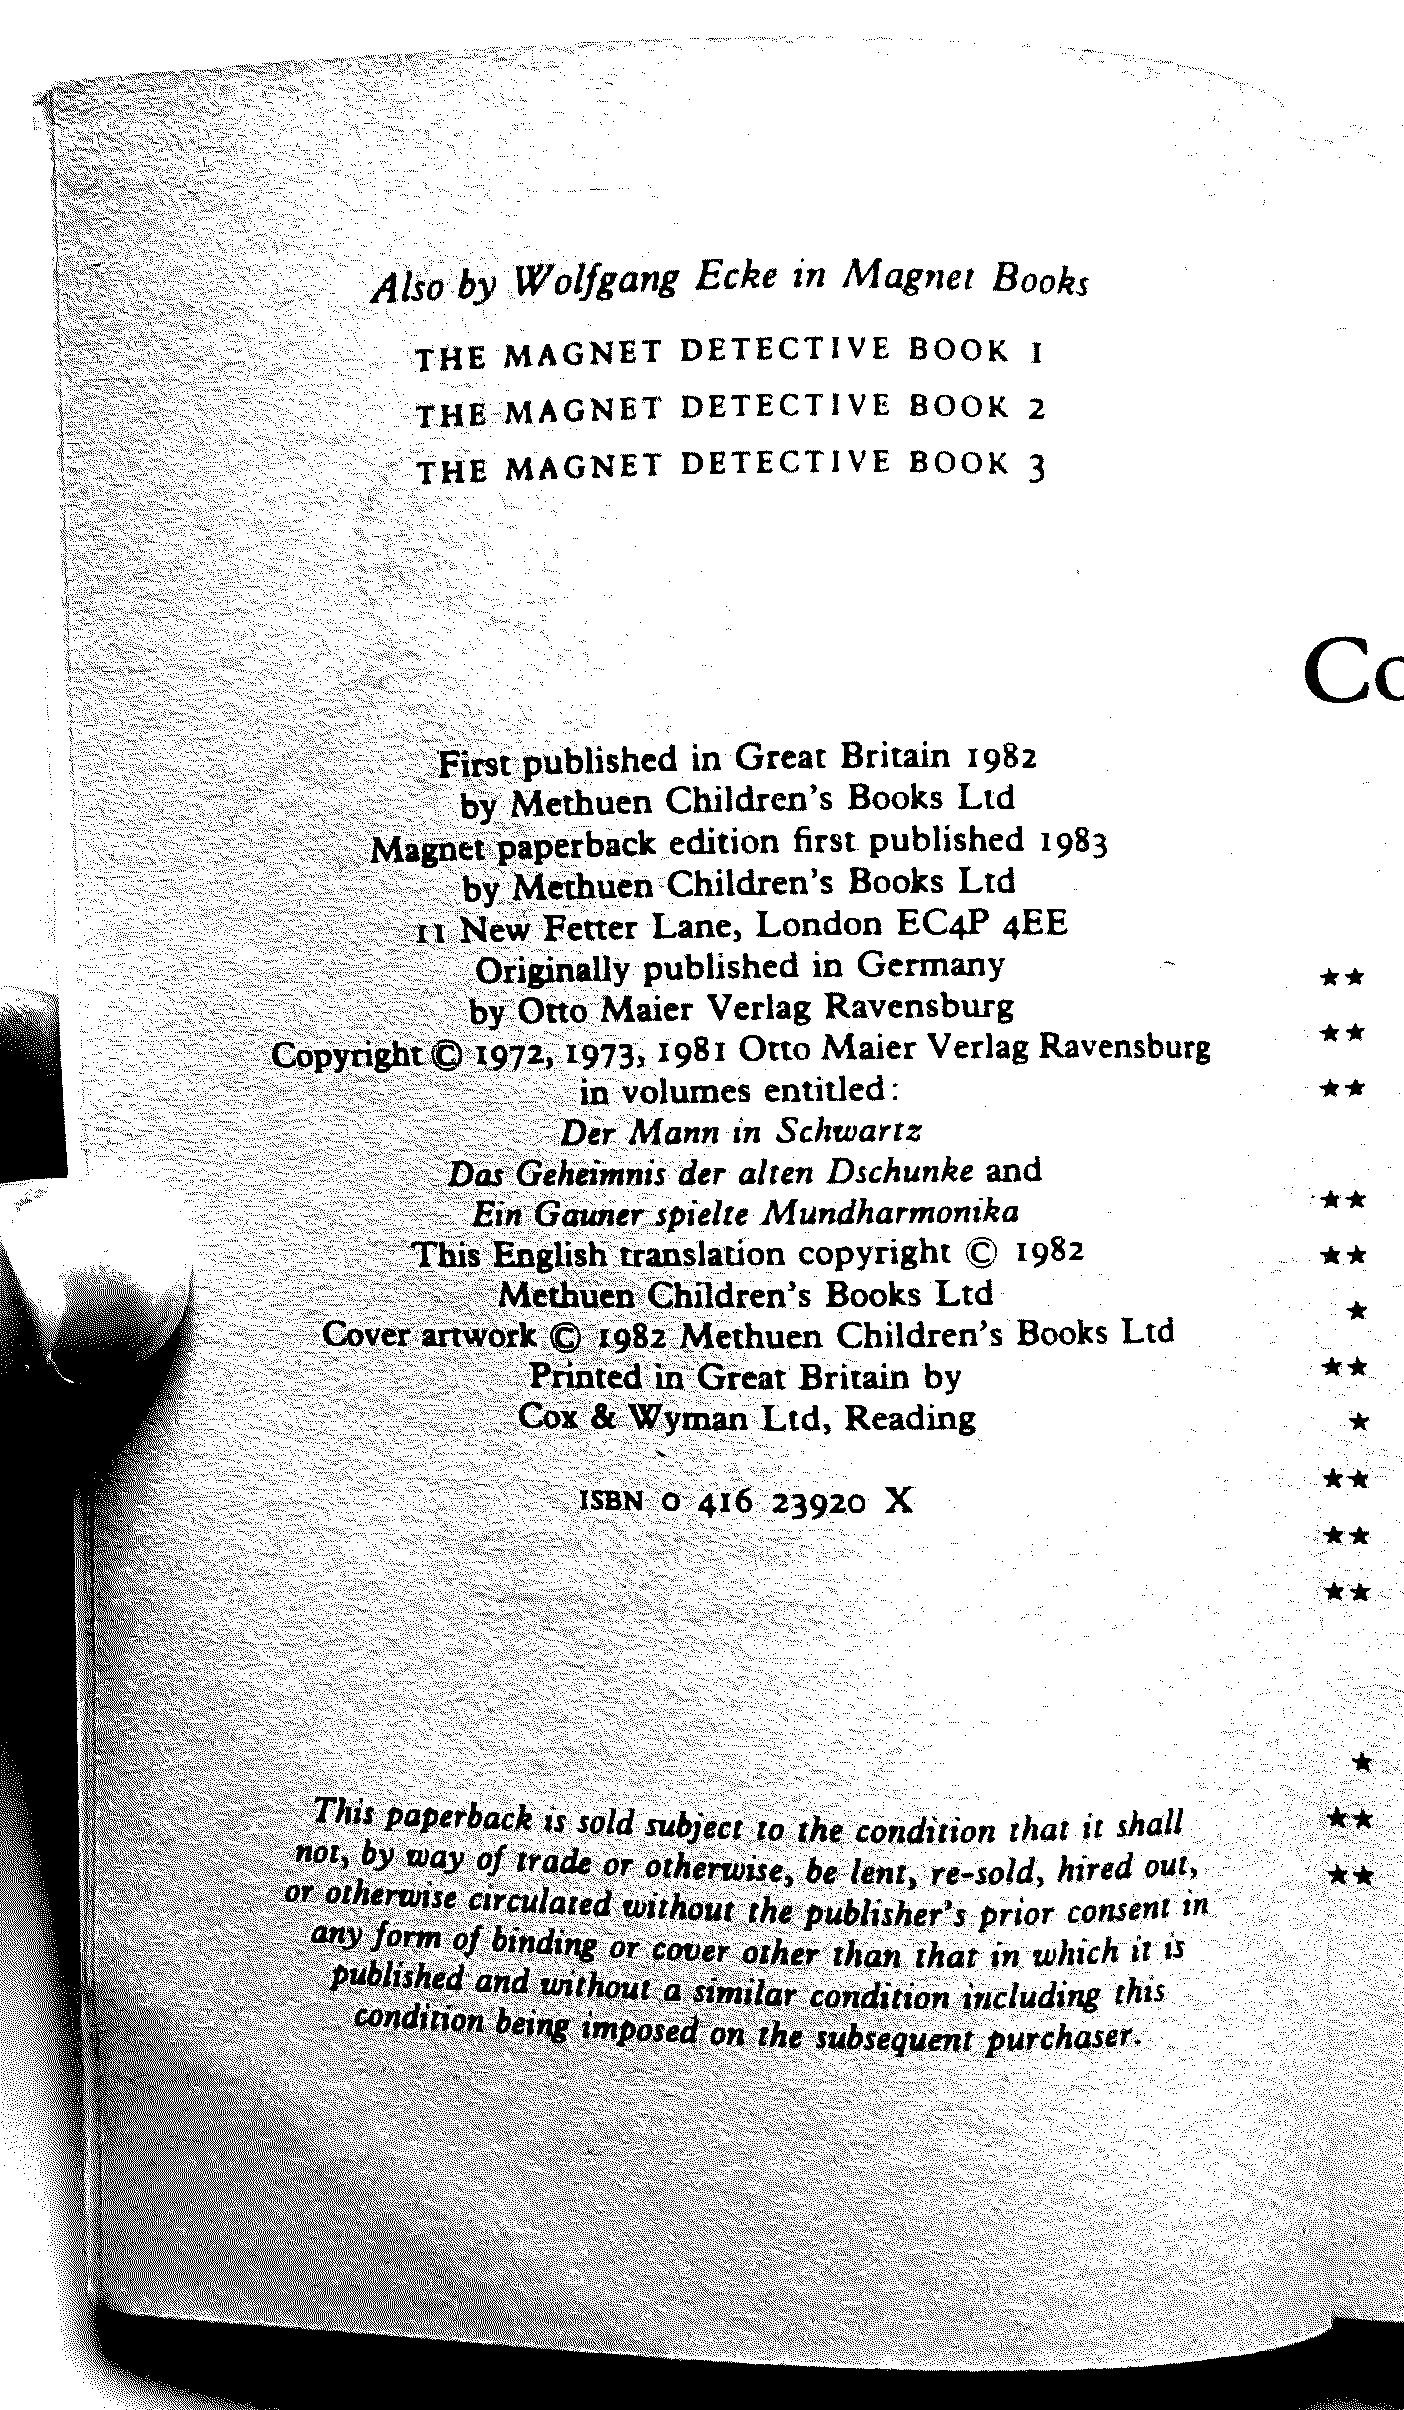 Also by Wolfgang Ecke in Magnet Books
THE MAGNET DETECTIVE BOOK 1
THE MAGNET DETECTIVE BOOK 2
THE MAGNET DETECTIVE BOOK 3
First published in Great Britain 1982
by Methuen Children's Books Ltd
Magnet paperback edition first published 1983
by Methuen Children's Books Ltd
11 New Fetter Lane, London EC4P 4EE
Originally published in Germany
by Otto Maier Verlag Ravensburg
Copyright © 1972, 1973, 1981 Otto Maier Verlag Ravensburg
in volumes entitled:
Der Mann in Schwartz
Das Geheimnis der alten Dschunke and
Ein Gauner spielte Mundharmonika
This English translation copyright © 1982
Methuen Children's Books Ltd
Cover artwork © 1982 Methuen Children's Books Ltd
Printed in Great Britain by
Cox & Wyman Ltd, Reading
ISBN 0 416 23920 X
This paperback is sold subject to the condition that it shall
not, by way of trade or otherwise, be lent, re-sold, hired out,
or otherwise circulated without the publisher's prior consent in
any form of binding or cover other than that in which it is
published and without a similar condition including this
condition being imposed on the subsequent purchaser.
Co
★★
★★
★★
★★
★★
★
★★
★
★★
★★
★★
★
★★
★★